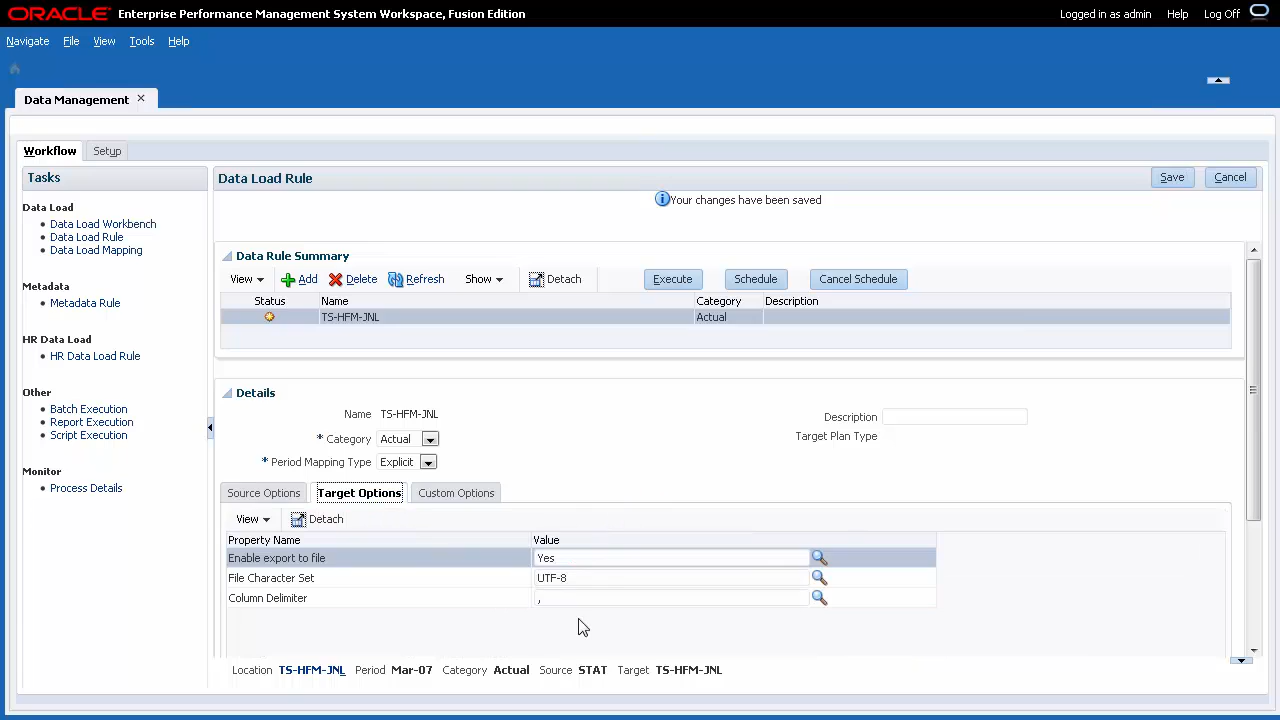 ORACLE® Enterprise Performance Management System Workspace, Fusion Edition Logged in as admin Help Log Off
Navigate File View Tools Help
Data Management
Workflow Setup
Tasks
Data Load
Data Load Workbench
Data Load Rule
Data Load Mapping
Metadata
Metadata Rule
HR Data Load
HR Data Load Rule
Other
Batch Execution
Report Execution
Script Execution
Monitor
Process Details
Data Load Rule Save Cancel
Your changes have been saved
Data Rule Summary
View Add Delete Refresh Show Detach Execute Schedule Cancel Schedule
Status Name Category Description
TS-HFM-JNL Actual
Details
Name TS-HFM-JNL Description
* Category Actual Target Plan Type
* Period Mapping Type Explicit
Source Options Target Options Custom Options
View Detach
Property Name Value
Enable export to file Yes
File Character Set UTF-8
Column Delimiter ,
Location TS-HFM-JNL Period Mar-07 Category Actual Source STAT Target TS-HFM-JNL